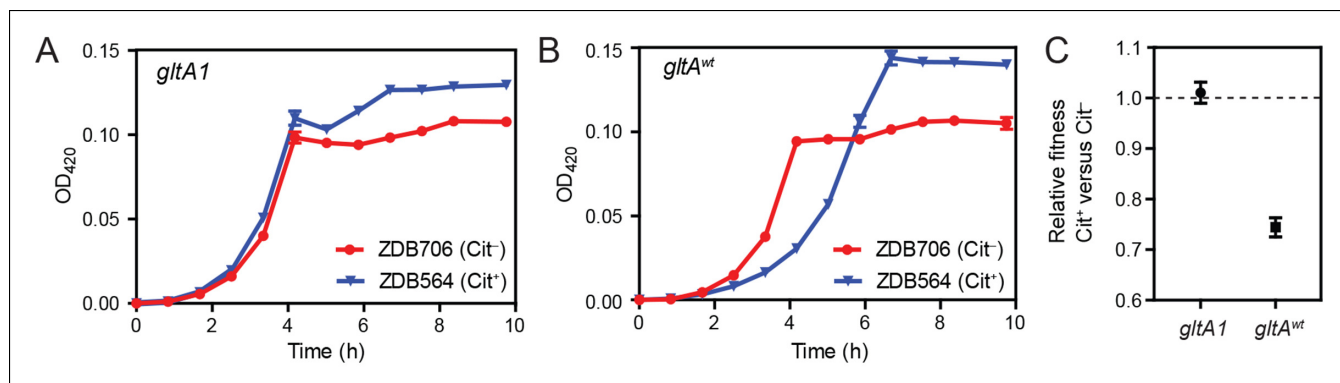 A
gltA1
OD420
0.15
0.10
0.05
0.00
ZDB706 (Cit–)
ZDB564 (Cit+)
0 2 4 6 8 10
Time (h)
B
gltAwt
OD420
0.15
0.10
0.05
0.00
ZDB706 (Cit–)
ZDB564 (Cit+)
0 2 4 6 8 10
Time (h)
C
Relative fitness
Cit+ versus Cit–
1.1
1.0
0.9
0.8
0.7
0.6
gltA1 gltAwt